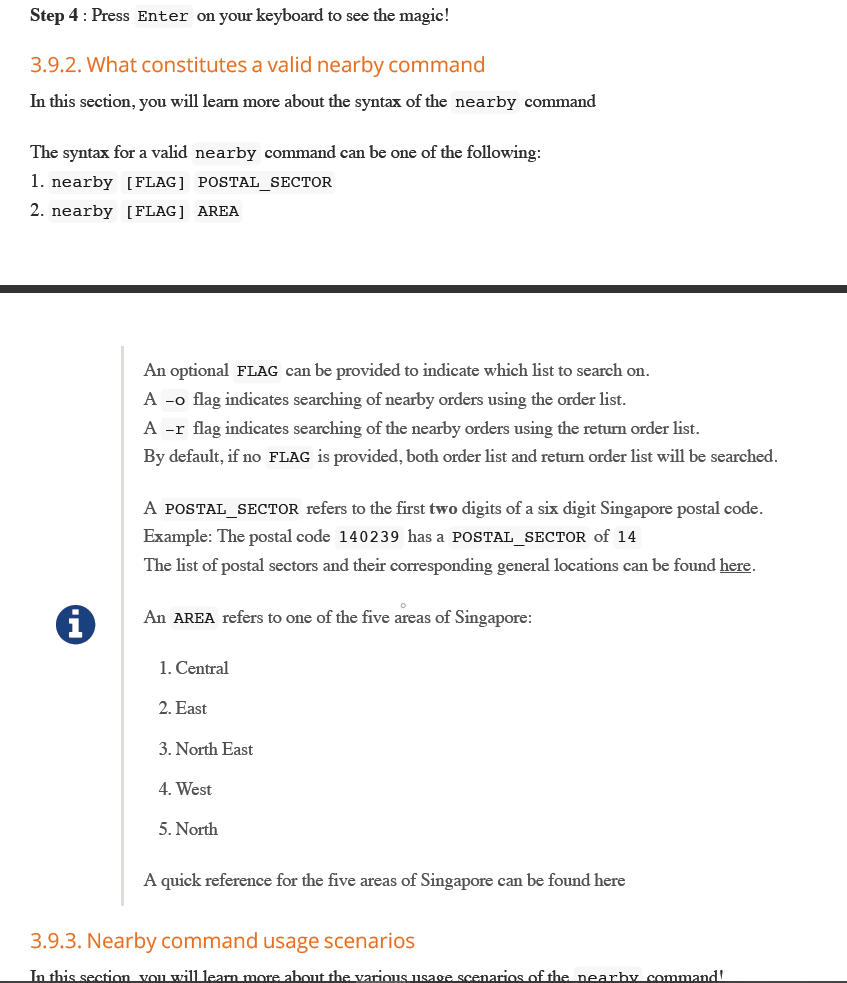 Step 4 : Press Enter on your keyboard to see the magic!
3.9.2. What constitutes a valid nearby command
In this section, you will learn more about the syntax of the nearby command
The syntax for a valid nearby command can be one of the following:
1. nearby [FLAG] POSTAL_SECTOR
2. nearby [FLAG] AREA
An optional FLAG can be provided to indicate which list to search on.
A -o flag indicates searching of nearby orders using the order list.
A -r flag indicates searching of the nearby orders using the return order list.
By default, if no FLAG is provided, both order list and return order list will be searched.
A POSTAL_SECTOR refers to the first two digits of a six digit Singapore postal code.
Example: The postal code 140239 has a POSTAL_SECTOR of 14
The list of postal sectors and their corresponding general locations can be found here.
An AREA refers to one of the five areas of Singapore:
1. Central
2. East
3. North East
4. West
5. North
A quick reference for the five areas of Singapore can be found here
3.9.3. Nearby command usage scenarios
In this section, you will learn more about the various usage scenarios of the nearby command!